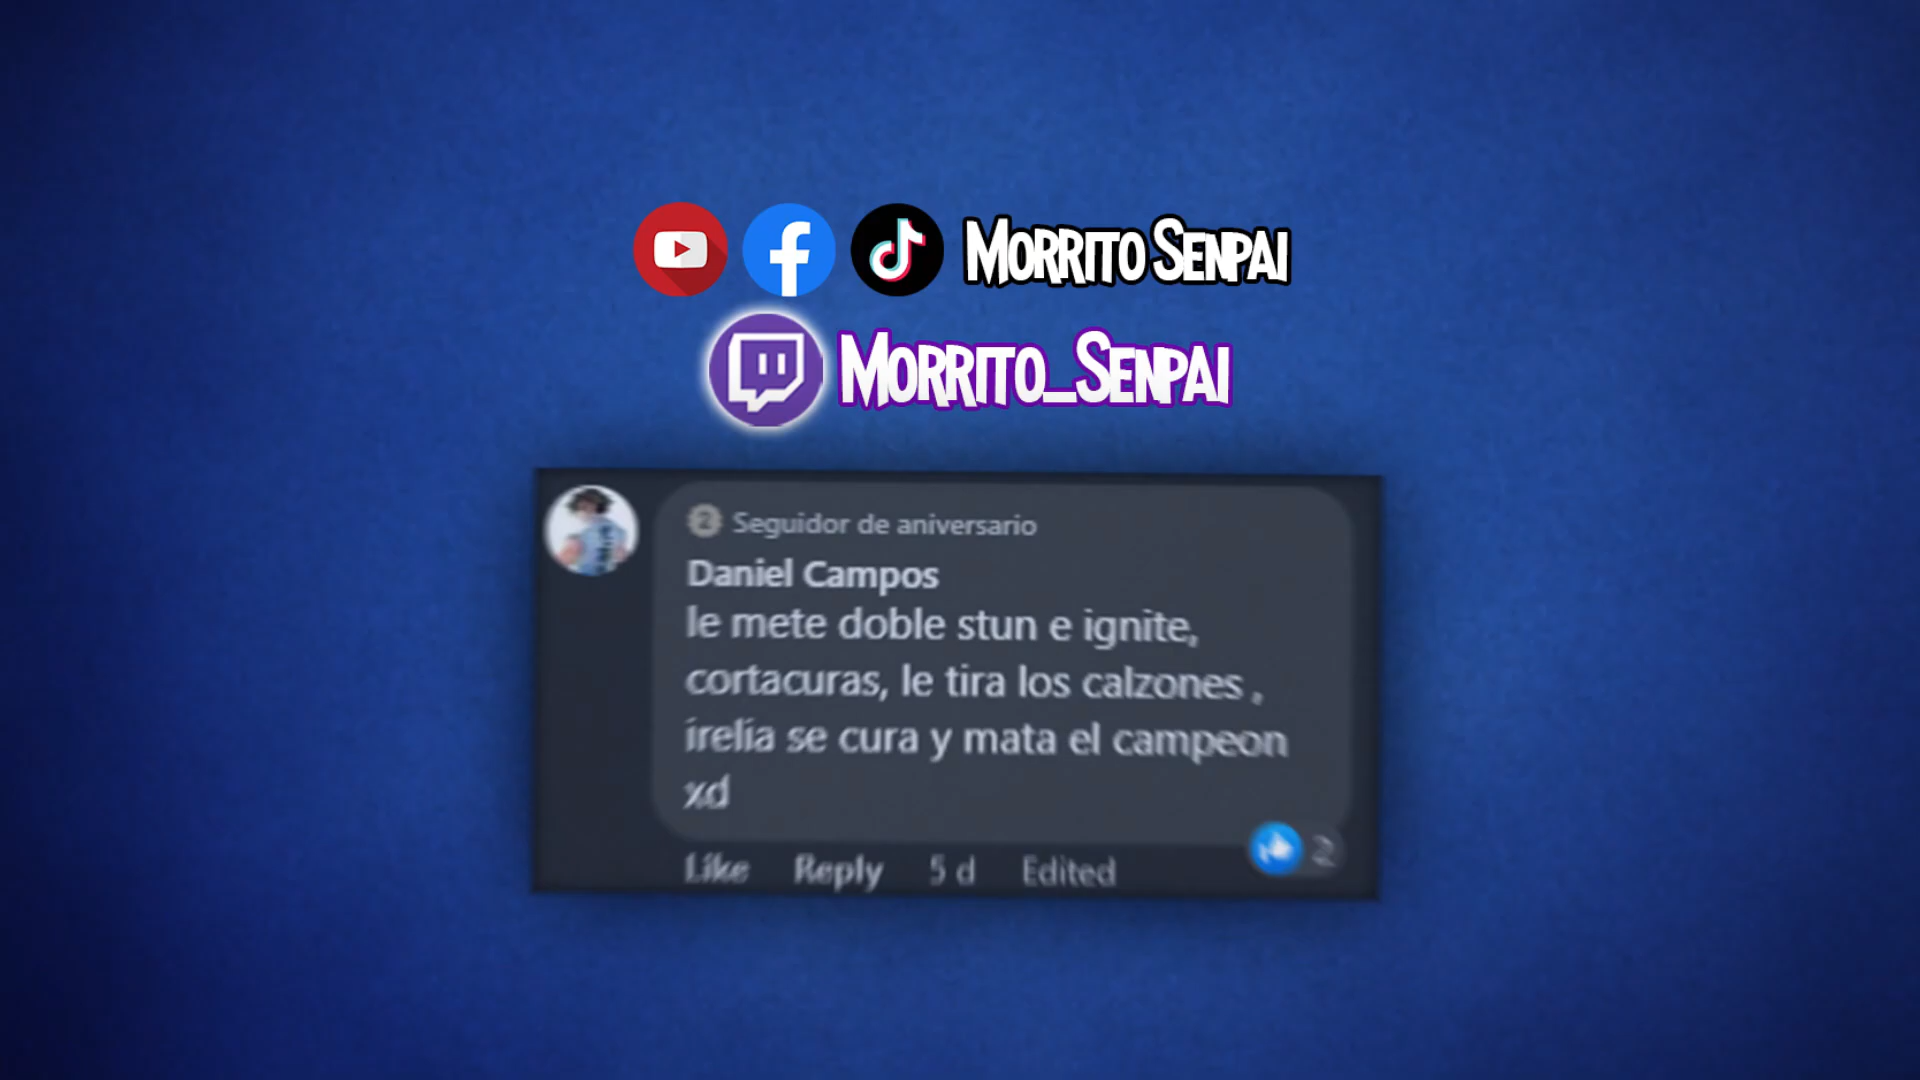 MORRITO SENPAI
MORRITO_SENPAI
2 Seguidor de aniversario
Daniel Campos
le mete doble stun e ignite,
cortacuras, le tira los calzones ,
irelia se cura y mata el campeon
xd
Like Reply 5 d Edited 2